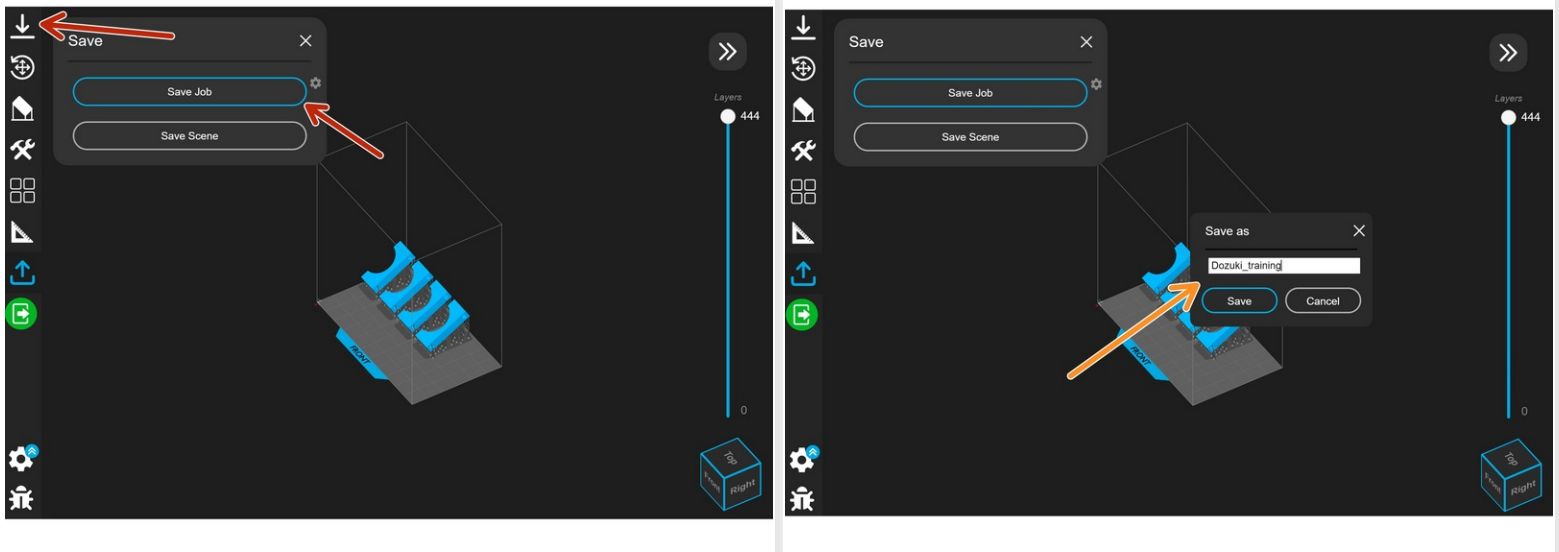 Save
Save Job
Save Scene
Layers
444
FRONT
0
Top
Front
Right
Save
Save Job
Save Scene
Layers
444
Save as
Dozuki_training
Save
Cancel
FRONT
0
Top
Front
Right